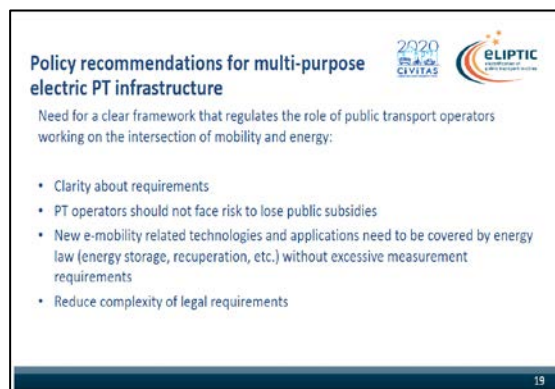 2020
CIVITAS
eLIPTIC
Policy recommendations for multi-purpose
electric PT infrastructure
Need for a clear framework that regulates the role of public transport operators
working on the intersection of mobility and energy:
• Clarity about requirements
• PT operators should not face risk to lose public subsidies
• New e-mobility related technologies and applications need to be covered by energy
law (energy storage, recuperation, etc.) without excessive measurement
requirements
• Reduce complexity of legal requirements
19